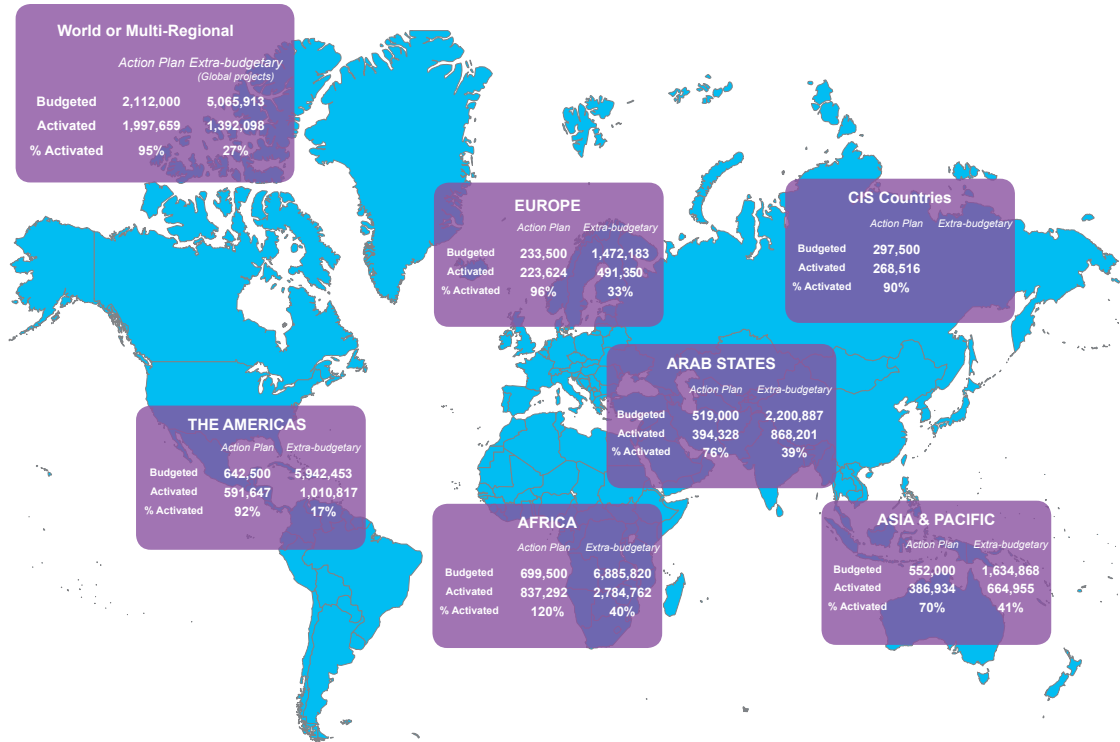 World or Multi-Regional
Action Plan Extra-budgetary
(Global projects)
Budgeted 2,112,000 5,065,913
Activated 1,997,659 1,392,098
% Activated 95% 27%
EUROPE
Action Plan Extra-budgetary
Budgeted 233,500 1,472,183
Activated 223,624 491,350
% Activated 96% 33%
CIS Countries
Action Plan Extra-budgetary
Budgeted 297,500
Activated 268,516
% Activated 90%
ARAB STATES
Action Plan Extra-budgetary
Budgeted 519,000 2,200,887
Activated 394,328 868,201
% Activated 76% 39%
THE AMERICAS
Action Plan Extra-budgetary
Budgeted 642,500 5,942,453
Activated 591,647 1,010,817
% Activated 92% 17%
AFRICA
Action Plan Extra-budgetary
Budgeted 699,500 6,885,820
Activated 837,292 2,784,762
% Activated 120% 40%
ASIA & PACIFIC
Action Plan Extra-budgetary
Budgeted 552,000 1,634,868
Activated 386,934 664,955
% Activated 70% 41%